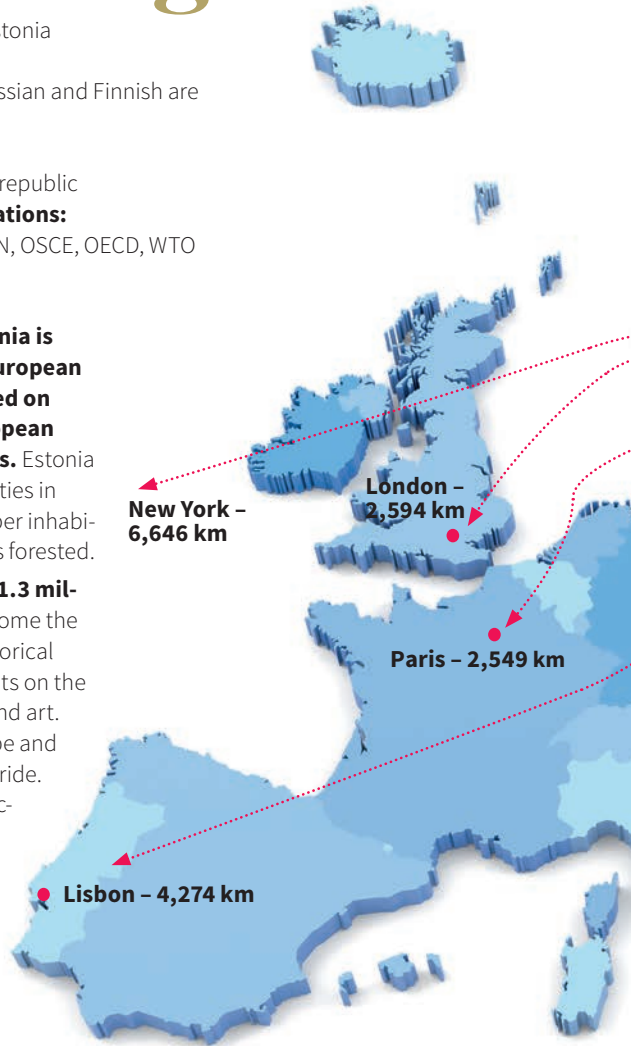 g
stonia
ssian and Finnish are
republic
ations:
N, OSCE, OECD, WTO
nia is
uropean
ed on
pean
s. Estonia
ties in
per inhabi-
s forested.
1.3 mil-
ome the
orical
ts on the
nd art.
pe and
ride.
c-
New York –
6,646 km
London –
2,594 km
Paris – 2,549 km
Lisbon – 4,274 km